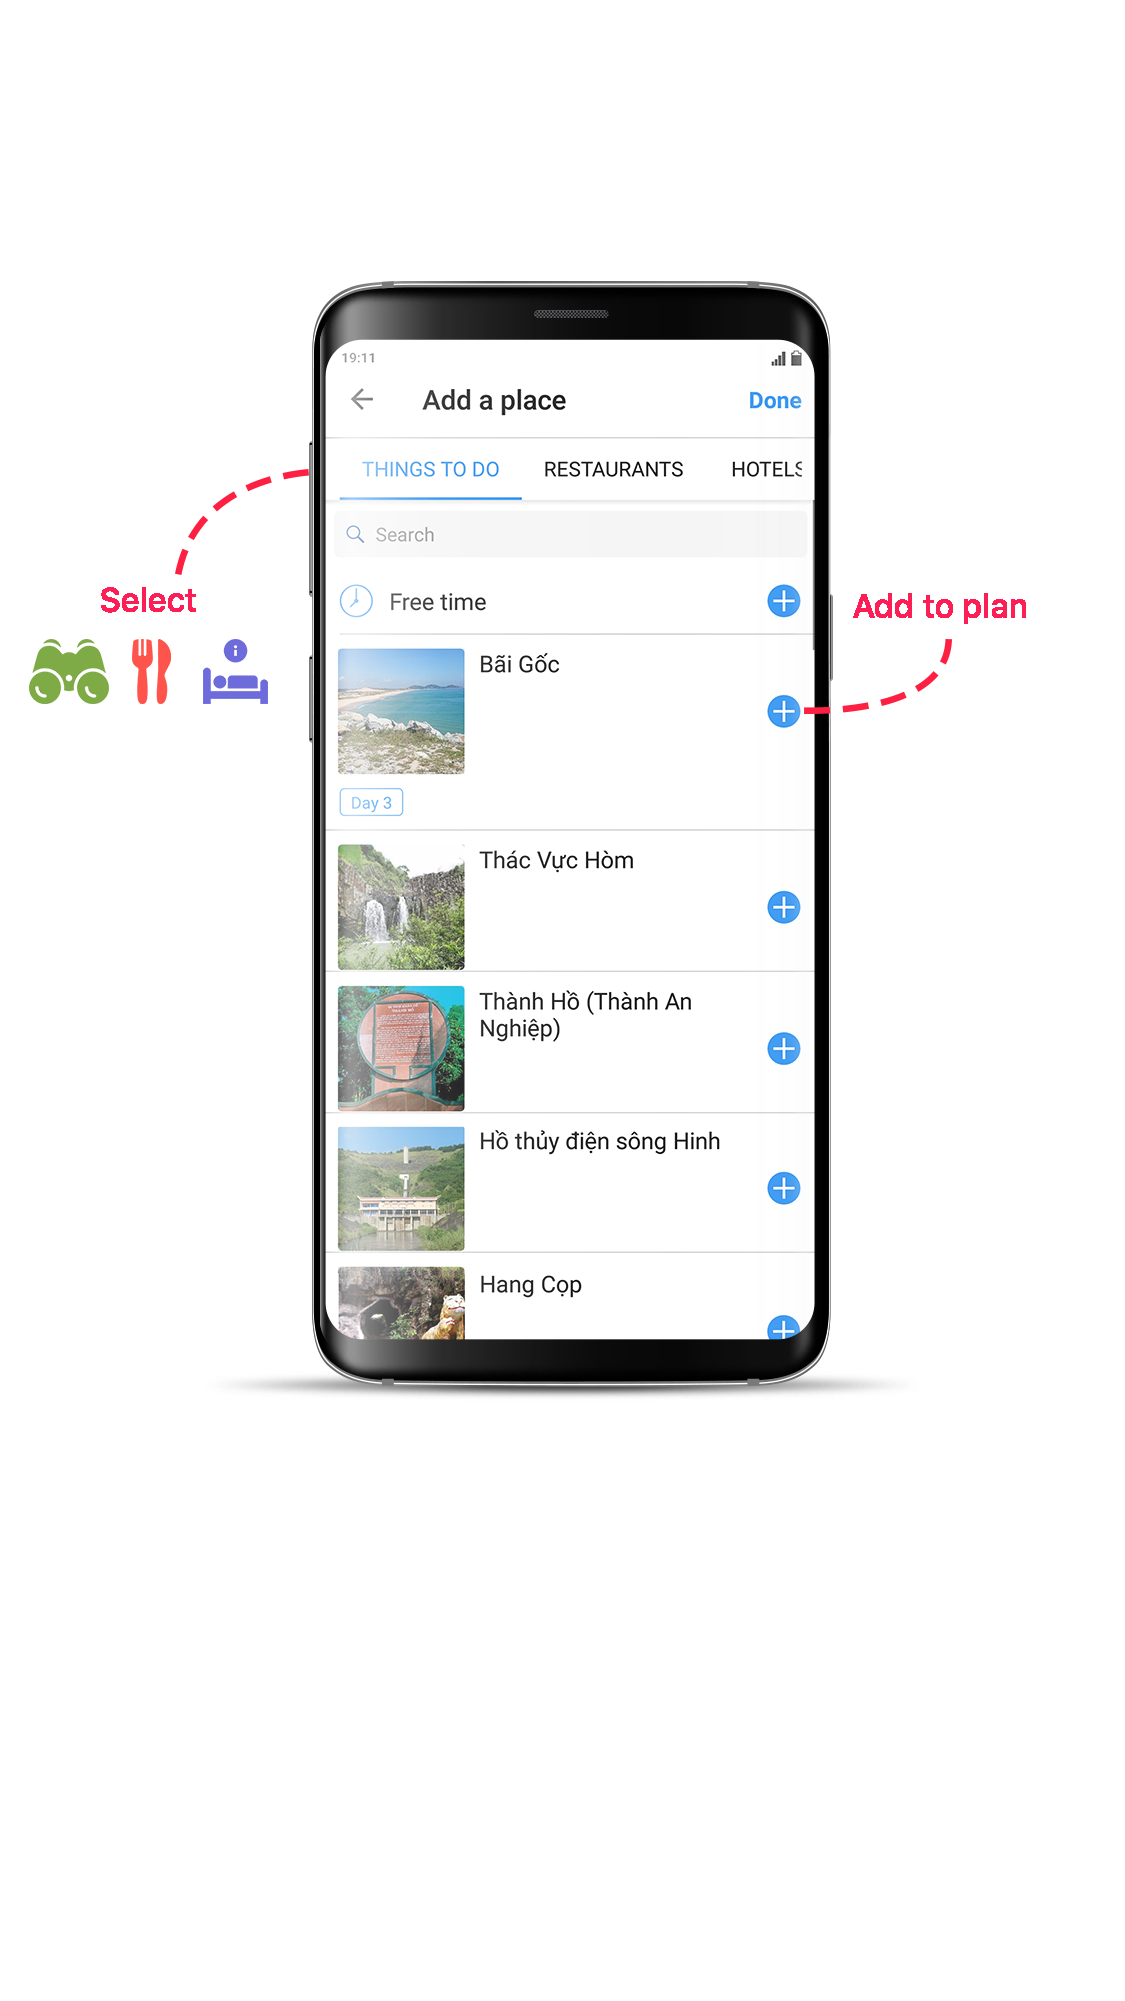 19:11
Add a place
Done
THINGS TO DO
RESTAURANTS
HOTELS
Search
Select
Free time
Add to plan
Bãi Gốc
Day 3
Thác Vực Hòm
Thành Hồ (Thành An
Nghiệp)
Hồ thủy điện sông Hinh
Hang Cọp